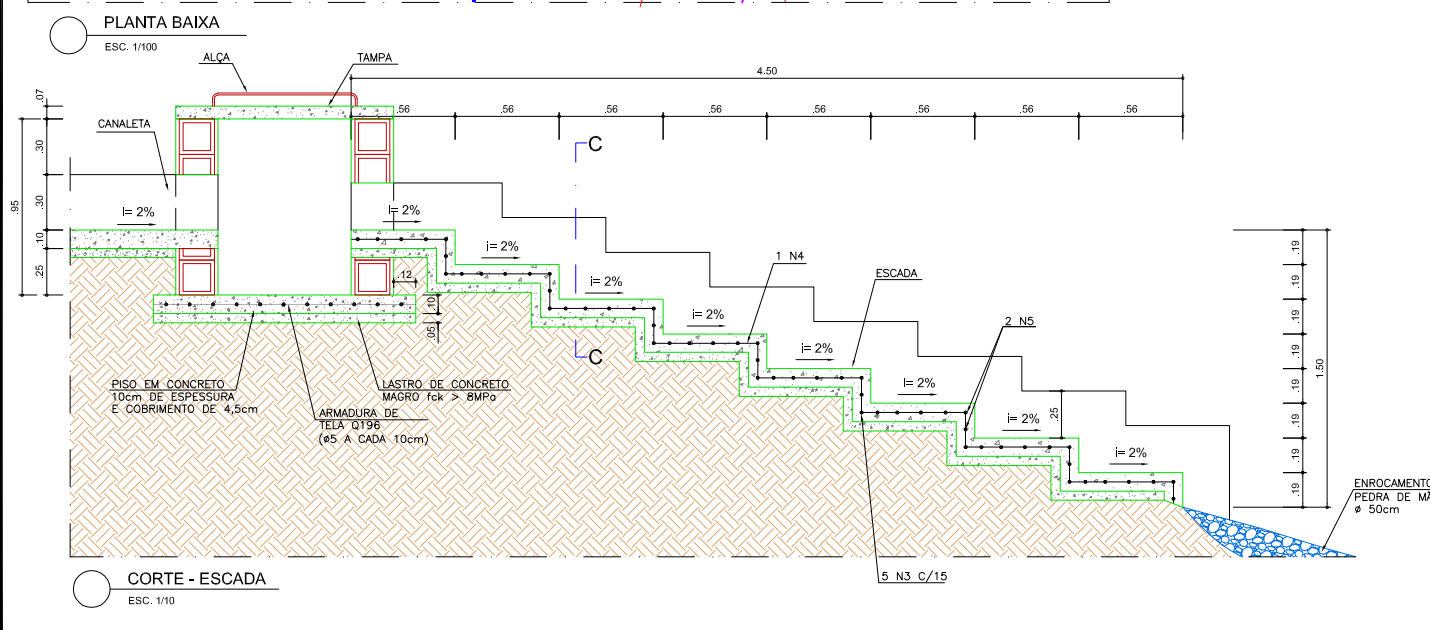 PLANTA BAIXA
ESC. 1/100
ALÇA
TAMPA
4.50
.07
.56
.56
.56
.56
.56
.56
.56
.56
CANALETA
C
.30
.95
.30
.10
.25
i= 2%
i= 2%
i= 2%
i= 2%
i= 2%
i= 2%
i= 2%
i= 2%
i= 2%
1 N4
ESCADA
2 N5
.12
.10
.05
C
.25
.19
.19
.19
.19
.19
.19
.19
.19
1.50
PISO EM CONCRETO
10cm DE ESPESSURA
E COBRIMENTO DE 4,5cm
LASTRO DE CONCRETO
MAGRO fck > 8MPa
ARMADURA DE
TELA Q196
(ø5 A CADA 10cm)
ENROCAMENTO
PEDRA DE
ø 50cm
5 N3 C/15
CORTE - ESCADA
ESC. 1/10